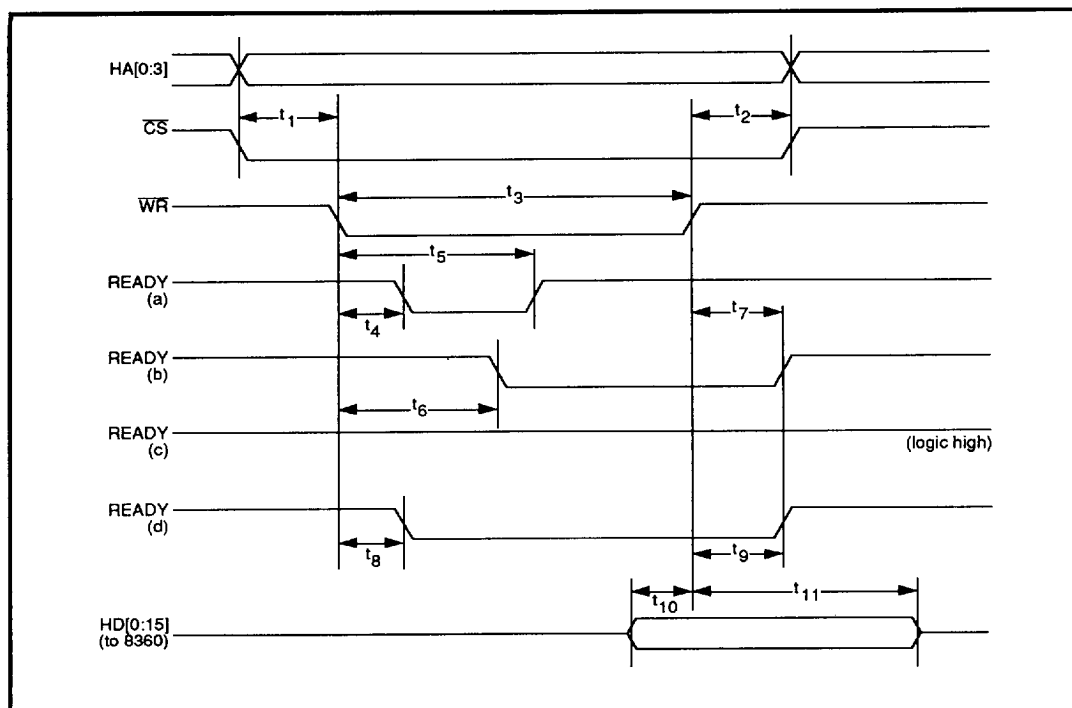 HA[0:3]
t1
CS
t2
t3
WR
t5
READY
(a)
t4
t7
READY
(b)
t6
READY
(c)
(logic high)
READY
(d)
t8
t9
t10
t11
HD[0:15]
(to 8360)